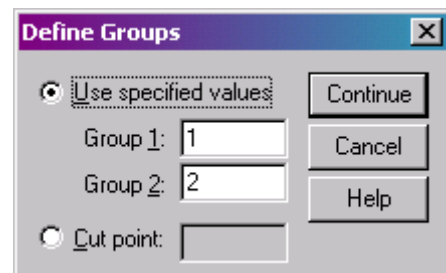 Define Groups
Use specified values
Continue
Group 1: 1
Cancel
Group 2: 2
Help
Cut point: